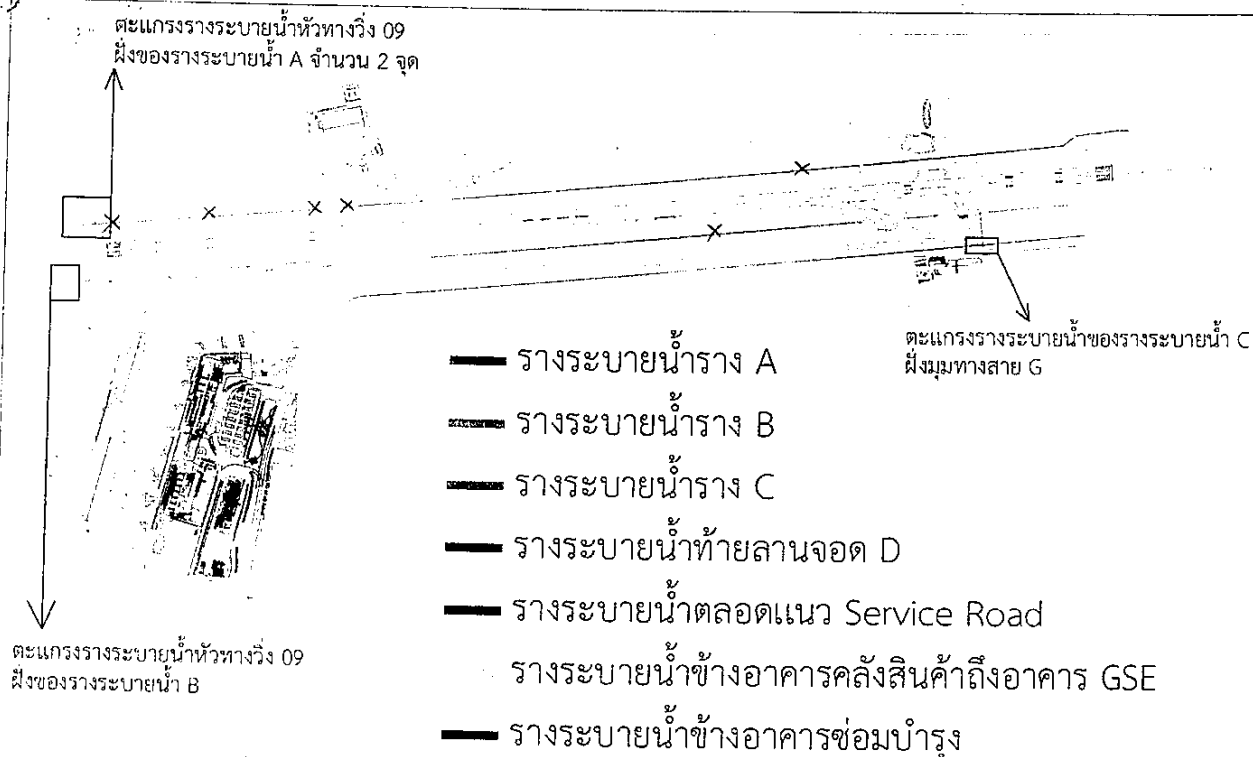 ตะแกรงรางระบายน้ำหัวทางวิ่ง 09
ฝั่งของรางระบายน้ำ A จำนวน 2 จุด
ตะแกรงรางระบายน้ำของรางระบายน้ำ C
ฝั่งมุมทางสาย G
รางระบายน้ำราง A
รางระบายน้ำราง B
รางระบายน้ำราง C
รางระบายน้ำท้ายลานจอด D
รางระบายน้ำตลอดแนว Service Road
รางระบายน้ำข้างอาคารคลังสินค้าถึงอาคาร GSE
รางระบายน้ำข้างอาคารซ่อมบำรุง
ตะแกรงรางระบายน้ำหัวทางวิ่ง 09
ฝั่งของรางระบายน้ำ B